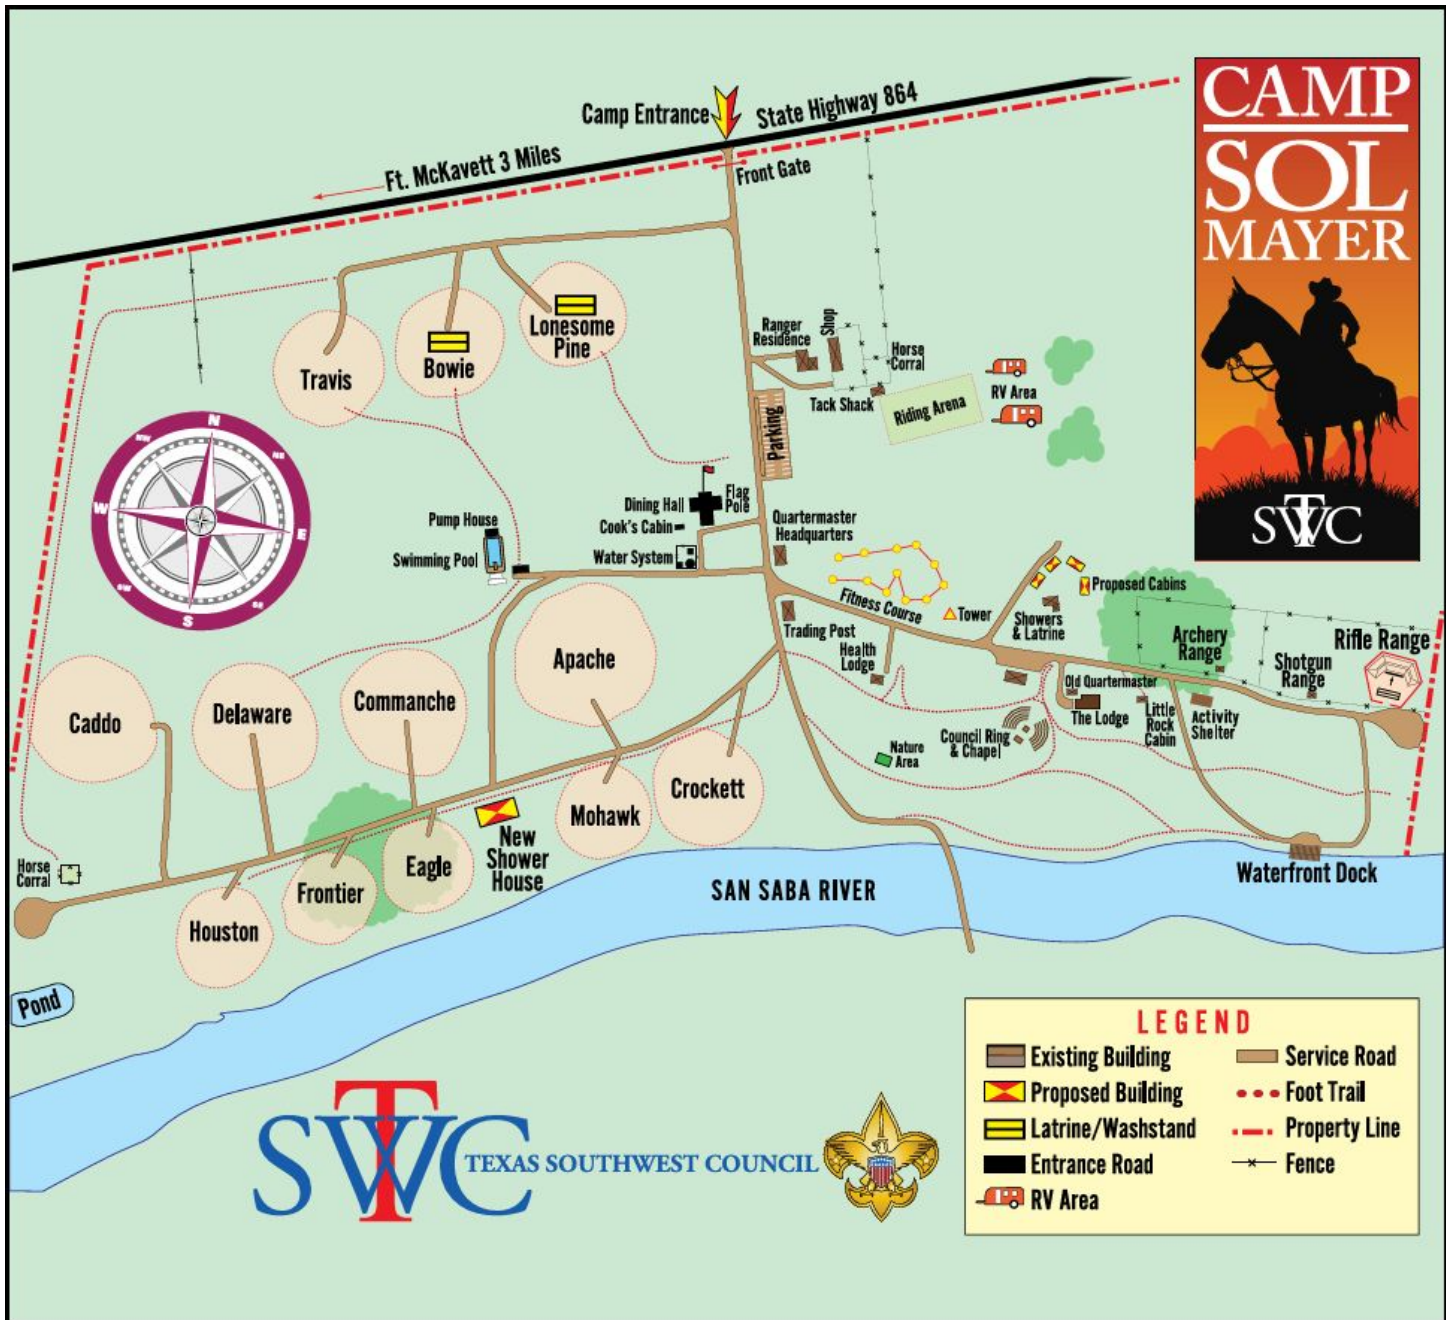 CAMP
SOL
MAYER
SWTC
Camp Entrance
State Highway 864
Ft. McKavett 3 Miles
Front Gate
Travis
Bowie
Lonesome
Pine
Ranger
Residence
Shop
Horse
Corral
Tack Shack
Riding Arena
RV Area
Parking
N
NE
E
SE
S
SW
W
NW
Dining Hall
Flag
Pole
Cook's Cabin
Water System
Pump House
Swimming Pool
Quartermaster
Headquarters
Fitness Course
Tower
Proposed Cabins
Showers
& Latrine
Trading Post
Health
Lodge
Archery
Range
Shotgun
Range
Rifle Range
Old Quartermaster
The Lodge
Little
Rock
Cabin
Activity
Shelter
Council Ring
& Chapel
Nature
Area
Caddo
Delaware
Commanche
Apache
Mohawk
Crockett
Eagle
Frontier
Houston
New
Shower
House
Horse
Corral
Pond
SAN SABA RIVER
Waterfront Dock
LEGEND
Existing Building
Proposed Building
Latrine/Washstand
Entrance Road
RV Area
Service Road
Foot Trail
Property Line
Fence
SWTC
TEXAS SOUTHWEST COUNCIL